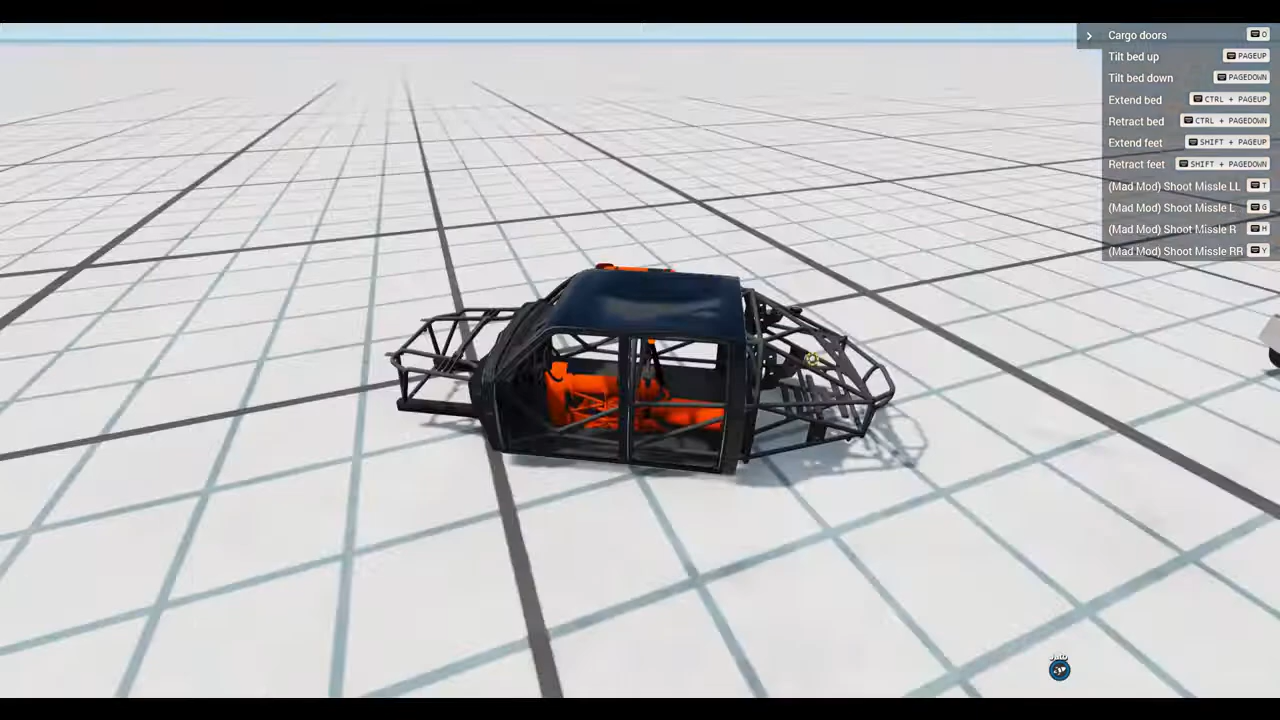 Cargo doors O
Tilt bed up PAGEUP
Tilt bed down PAGEDOWN
Extend bed CTRL + PAGEUP
Retract bed CTRL + PAGEDOWN
Extend feet SHIFT + PAGEUP
Retract feet SHIFT + PAGEDOWN
(Mad Mod) Shoot Missle LL T
(Mad Mod) Shoot Missle L G
(Mad Mod) Shoot Missle R H
(Mad Mod) Shoot Missle RR Y
Jato